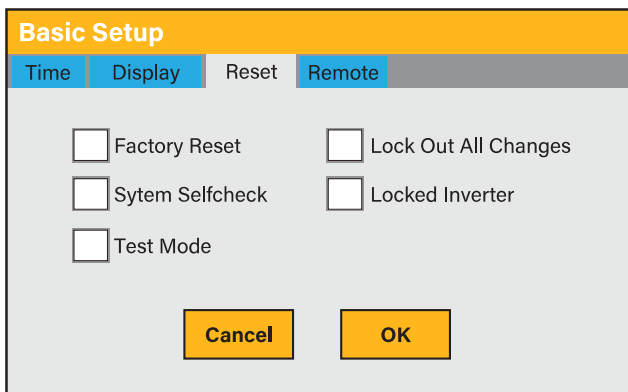 Basic Setup
Time Display Reset Remote
Factory Reset Lock Out All Changes
Sytem Selfcheck Locked Inverter
Test Mode
Cancel OK